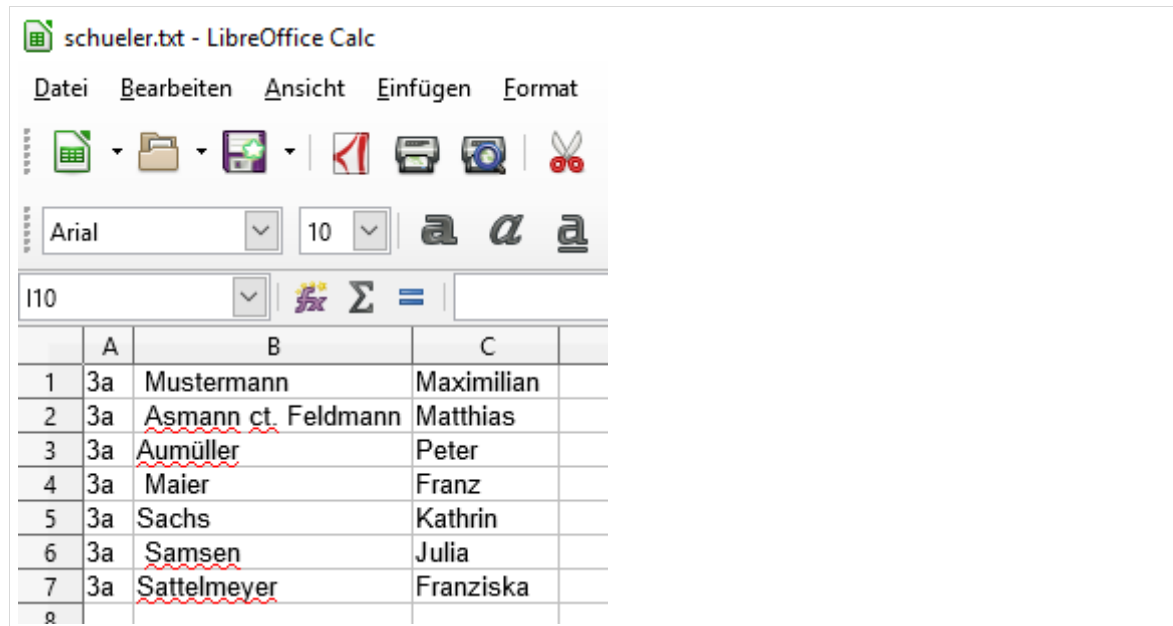 schueler.txt - LibreOffice Calc
Datei Bearbeiten Ansicht Einfügen Format
Arial 10 a a a
I10 fx Σ =
A B C
1 3a Mustermann Maximilian
2 3a Asmann ct. Feldmann Matthias
3 3a Aumüller Peter
4 3a Maier Franz
5 3a Sachs Kathrin
6 3a Samsen Julia
7 3a Sattelmeyer Franziska
8